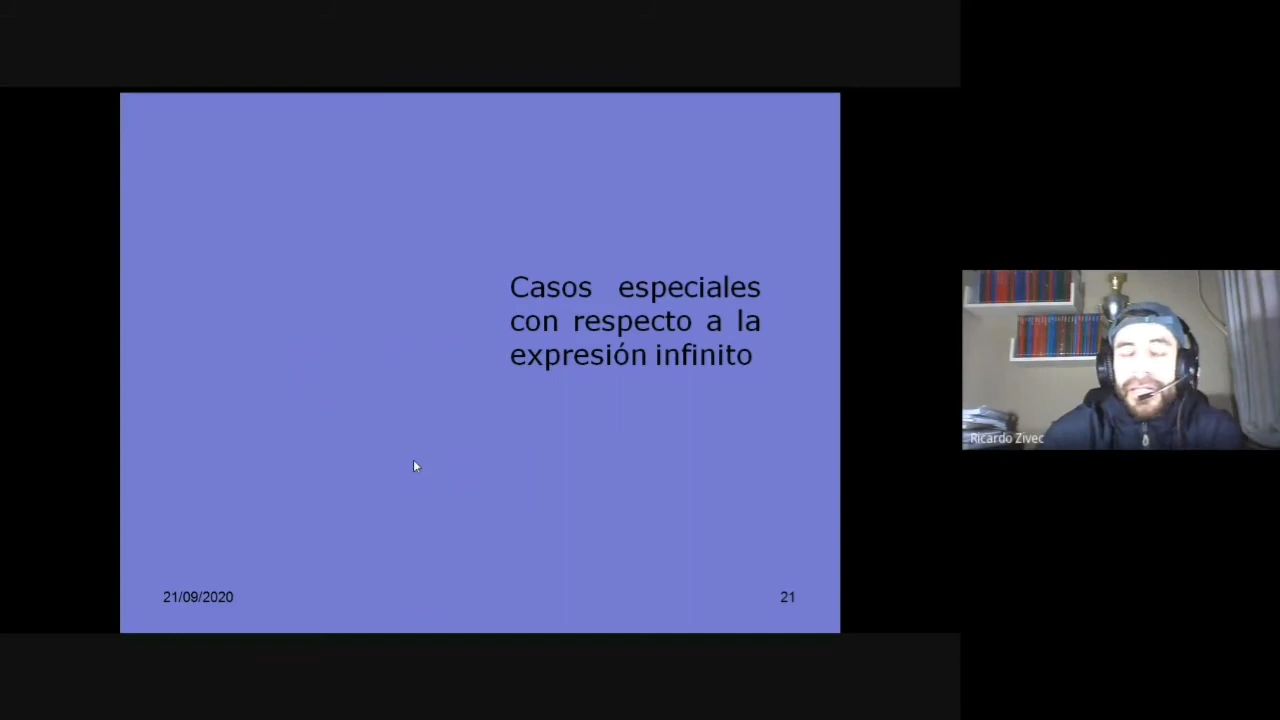 Casos especiales
con respecto a la
expresión infinito
21/09/2020
21
Ricardo Zivec